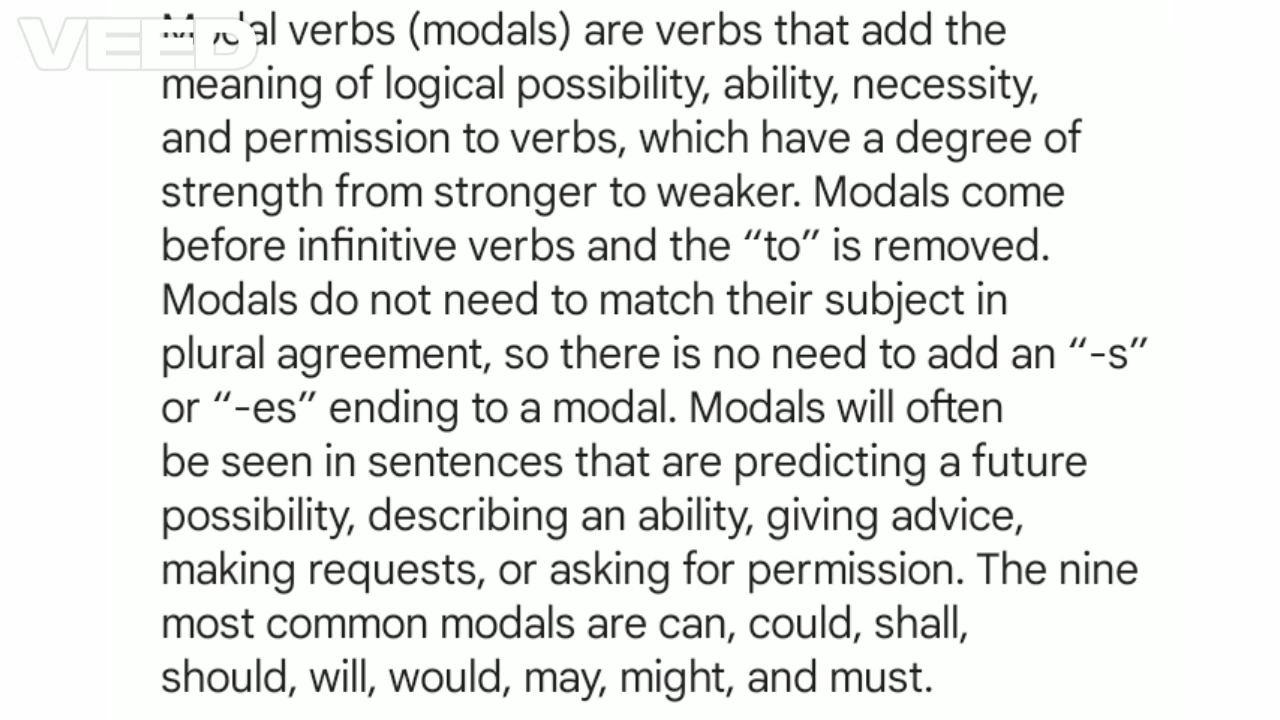 VEED
Modal verbs (modals) are verbs that add the
meaning of logical possibility, ability, necessity,
and permission to verbs, which have a degree of
strength from stronger to weaker. Modals come
before infinitive verbs and the “to” is removed.
Modals do not need to match their subject in
plural agreement, so there is no need to add an “-s”
or “-es” ending to a modal. Modals will often
be seen in sentences that are predicting a future
possibility, describing an ability, giving advice,
making requests, or asking for permission. The nine
most common modals are can, could, shall,
should, will, would, may, might, and must.